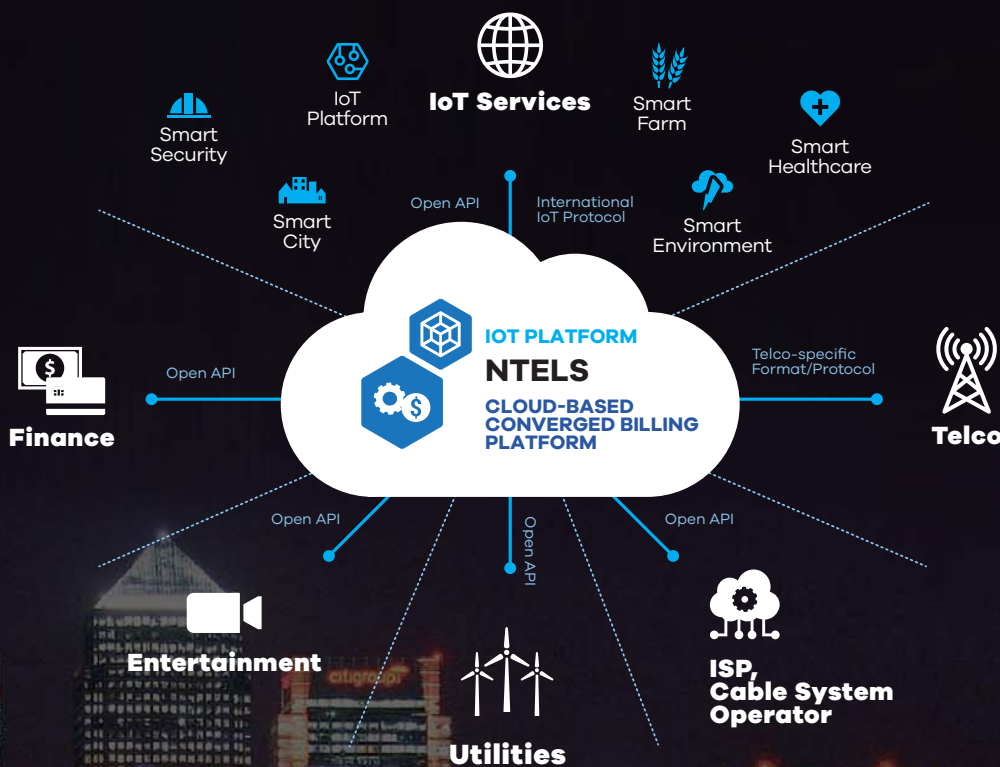 IoT Services
IoT
Platform
Smart
Farm
Smart
Security
Smart
Healthcare
Smart
City
Open API
International
IoT Protocol
Smart
Environment
IOT PLATFORM
NTELS
CLOUD-BASED
CONVERGED BILLING
PLATFORM
Open API
Finance
Telco-specific
Format/Protocol
Telco
Open API
Open API
Open API
Entertainment
citigroup
Utilities
ISP,
Cable System
Operator
$
$